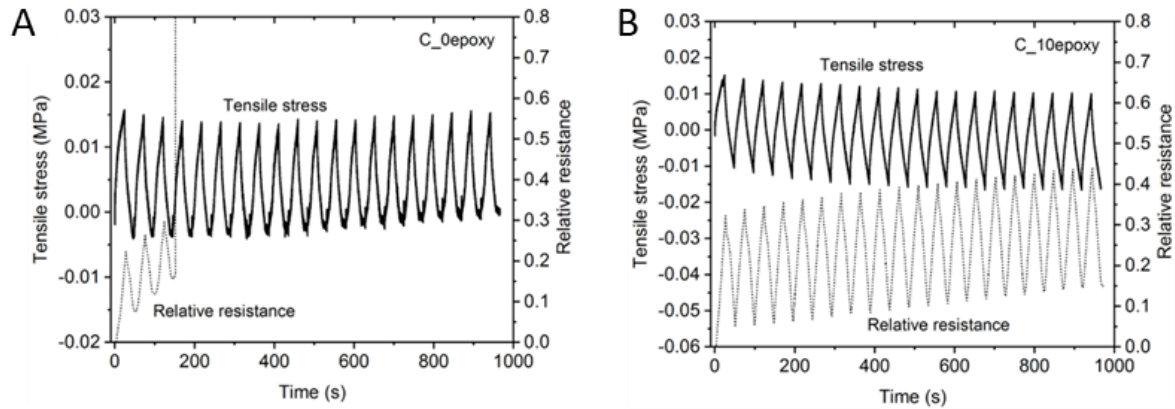 A
C_0epoxy
Tensile stress
Relative resistance
Tensile stress (MPa)
0.03
0.02
0.01
0.00
-0.01
-0.02
Relative resistance
0.8
0.7
0.6
0.5
0.4
0.3
0.2
0.1
0.0
0 200 400 600 800 1000
Time (s)
B
C_10epoxy
Tensile stress
Relative resistance
Tensile stress (MPa)
0.03
0.02
0.01
0.00
-0.01
-0.02
-0.03
-0.04
-0.05
-0.06
Relative resistance
0.8
0.7
0.6
0.5
0.4
0.3
0.2
0.1
0.0
0 200 400 600 800 1000
Time (s)